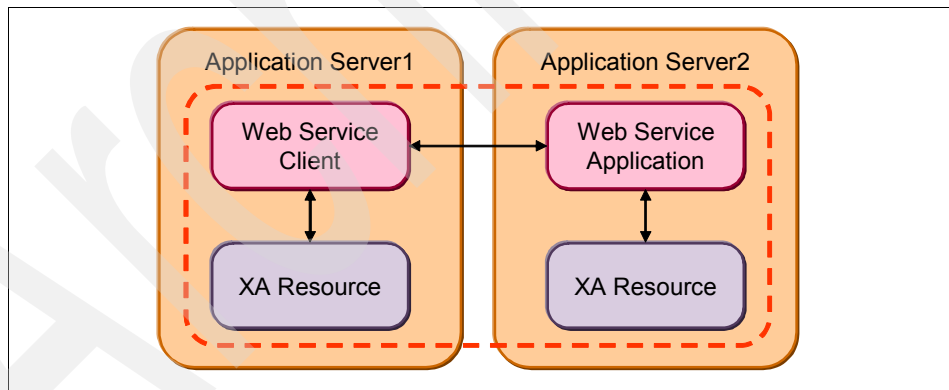 Application Server1
Application Server2
Web Service
Client
Web Service
Application
XA Resource
XA Resource